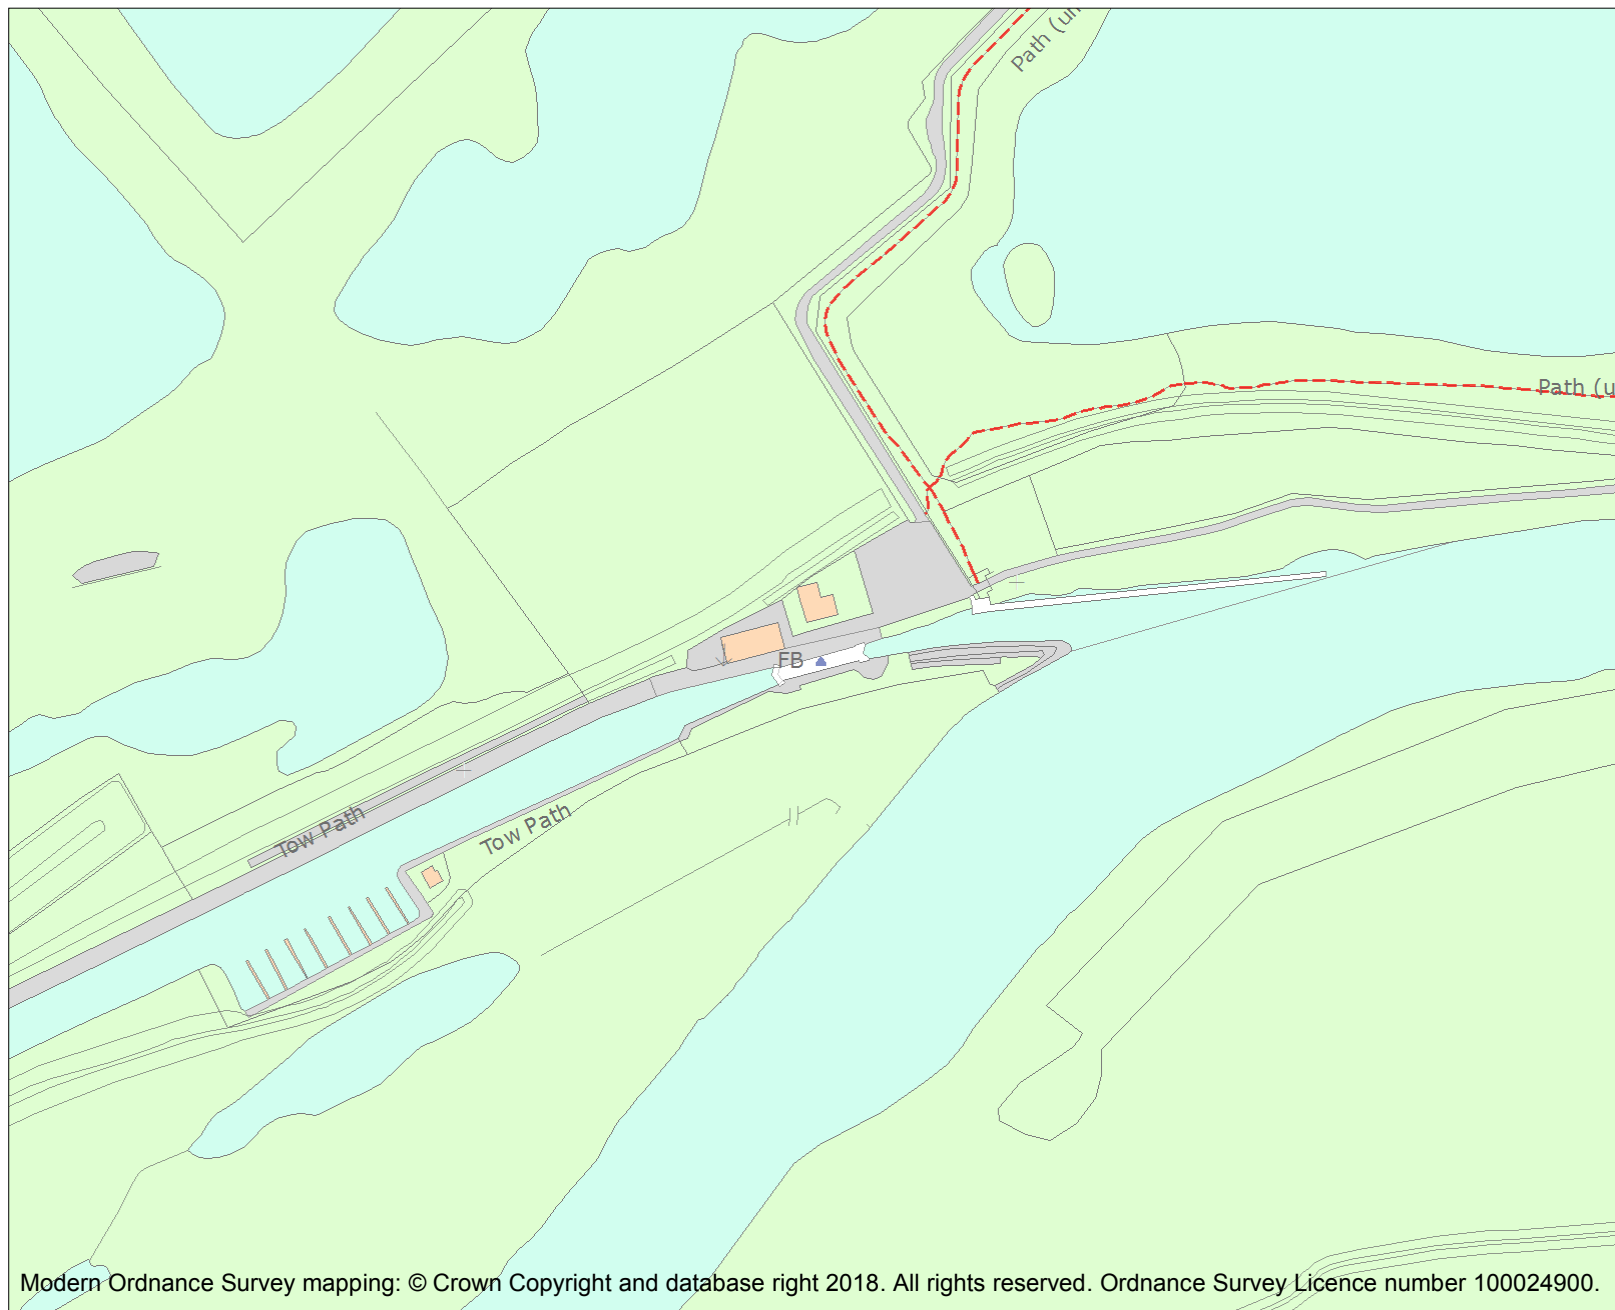 Path (un
Path (u
FB
Tow Path
Tow Path
Modern Ordnance Survey mapping: © Crown Copyright and database right 2018. All rights reserved. Ordnance Survey Licence number 100024900.